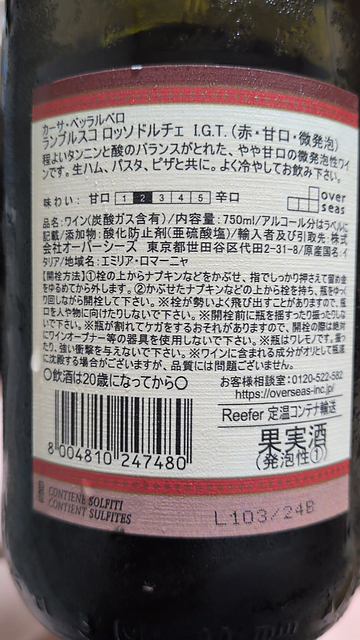 カーサ・ベッラルベロ
ランブルスコ ロッソドルチェ I.G.T. (赤・甘口・微発泡)
程よいタンニンと酸のバランスがとれた、やや甘口の微発泡性ワイ
ンです。生ハム、パスタ、ピザと共に。よく冷やしてお飲み下さい。
味わい: 甘口 1 2 3 4 5 辛口
over
seas
品名:ワイン(炭酸ガス含有)/内容量:750ml/アルコール分はラベルに
記載/添加物:酸化防止剤(亜硫酸塩)/輸入者及び引取先:株式
会社オーバーシーズ 東京都世田谷区代田2-31-8/原産国名:イ
タリア/地域名:エミリア・ロマーニャ
【開栓方法】①栓の上からナプキンなどをかぶせ、指でしっかり押さえて留め金
をゆるめてから外します。②かぶせたナプキンなどの上から栓を持ち、瓶をゆっく
り回しながら開栓して下さい。※栓が勢いよく飛び出すことがありますので、瓶
口を人や物に向けたりしないで下さい。※開栓前に瓶を揺すったり振ったりしな
いで下さい。※瓶が割れてケガをするおそれがありますので、開栓の際は絶対
にワインオープナー等の器具を使用しないで下さい。※瓶はワレモノです。振っ
たり、強い衝撃を与えないで下さい。※ワインに含まれる成分がオリとして瓶底
に沈殿する場合がございますが、品質には問題ございません。
○飲酒は20歳になってから○
お客様相談室:0120-522-582
https://overseas-inc.jp/
Reefer 定温コンテナ輸送
果実酒
(発泡性①)
8 004810 247480
CONTIENE SOLFITI
CONTIENT SULFITES
L103/24B